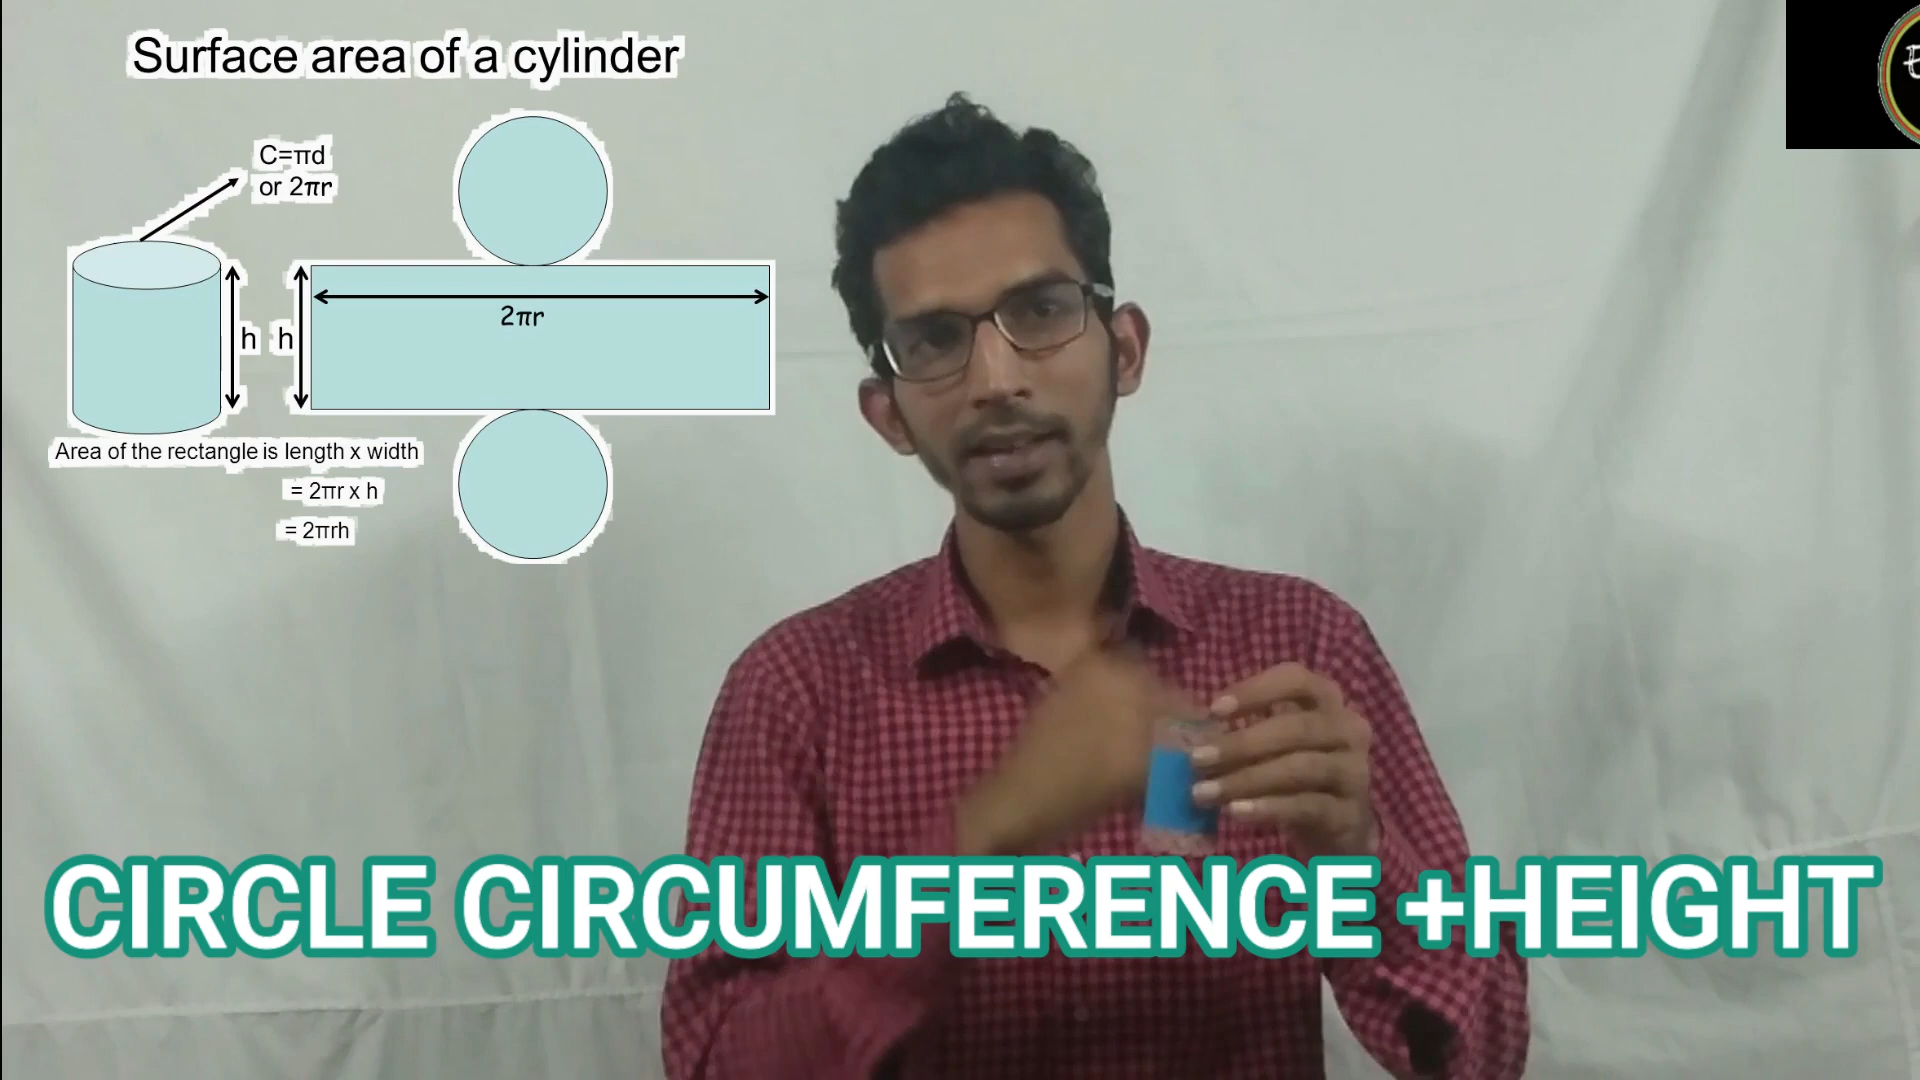 Surface area of a cylinder
C=πd
or 2πr
h
h
2πr
Area of the rectangle is length x width
= 2πr x h
= 2πrh
CIRCLE CIRCUMFERENCE +HEIGHT